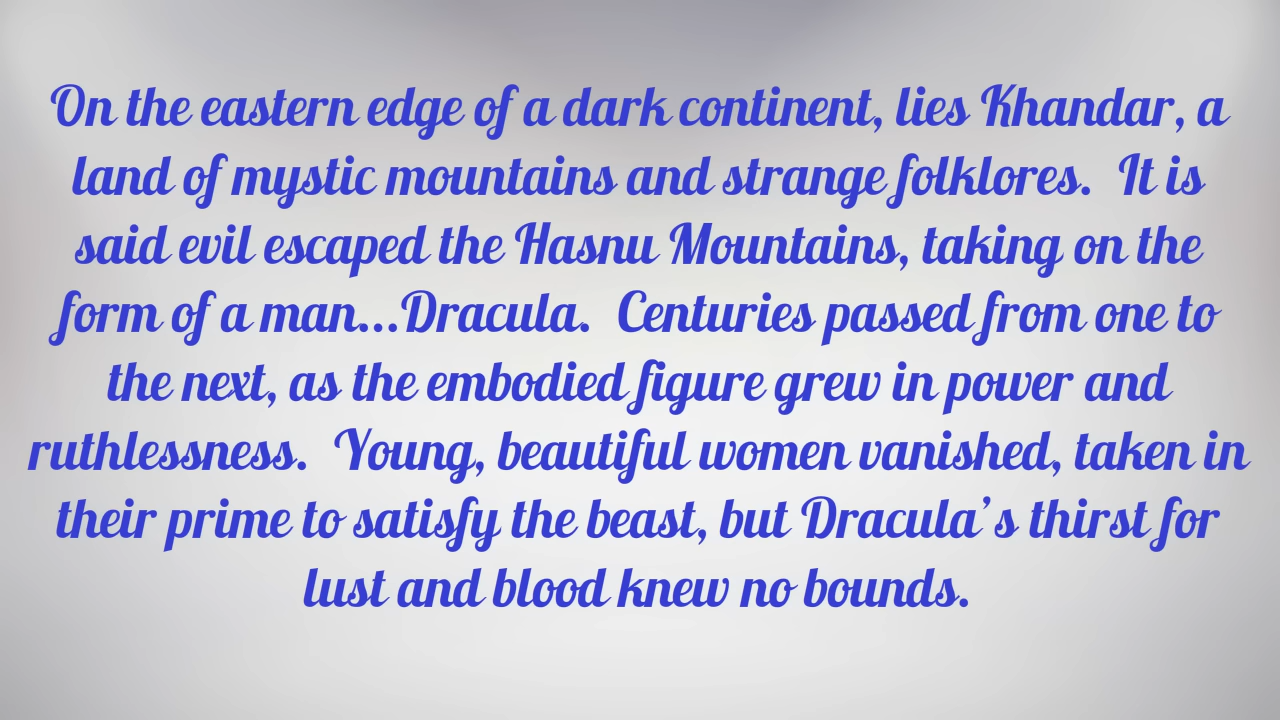 On the eastern edge of a dark continent, lies Khandar, a
land of mystic mountains and strange folklores.  It is
said evil escaped the Hasnu Mountains, taking on the
form of a man...Dracula.  Centuries passed from one to
the next, as the embodied figure grew in power and
ruthlessness.  Young, beautiful women vanished, taken in
their prime to satisfy the beast, but Dracula’s thirst for
lust and blood knew no bounds.